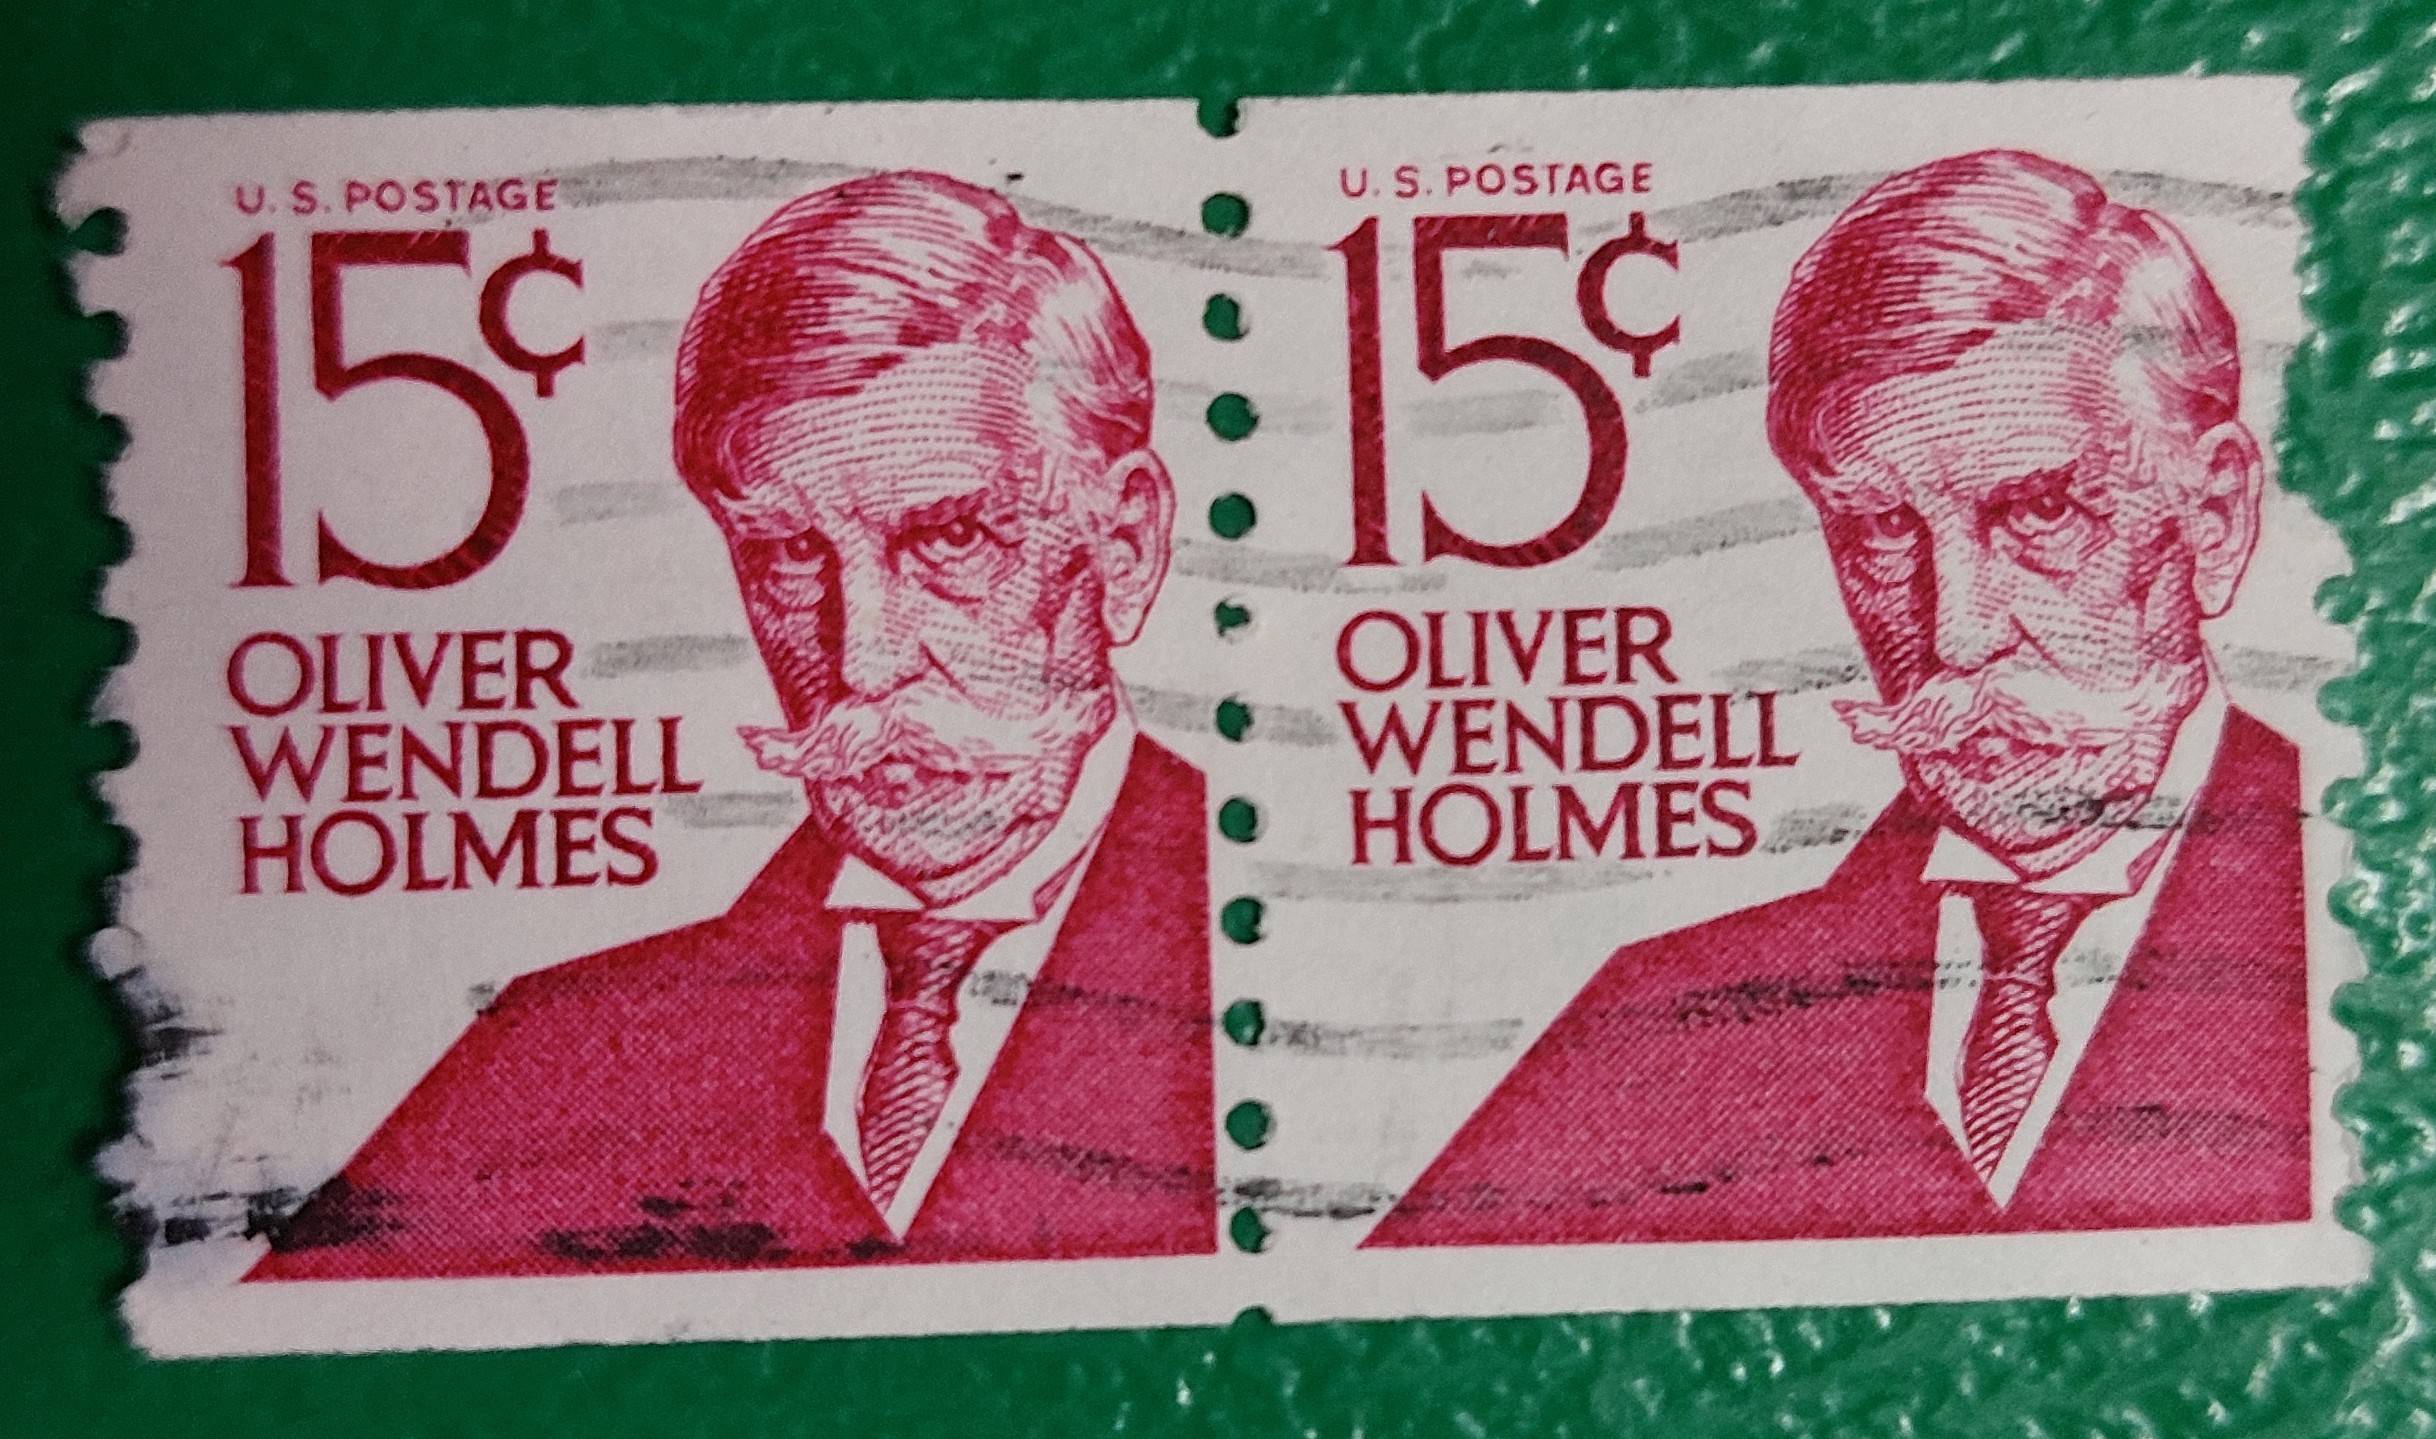 U. S. POSTAGE
15¢
OLIVER
WENDELL
HOLMES
U. S. POSTAGE
15¢
OLIVER
WENDELL
HOLMES